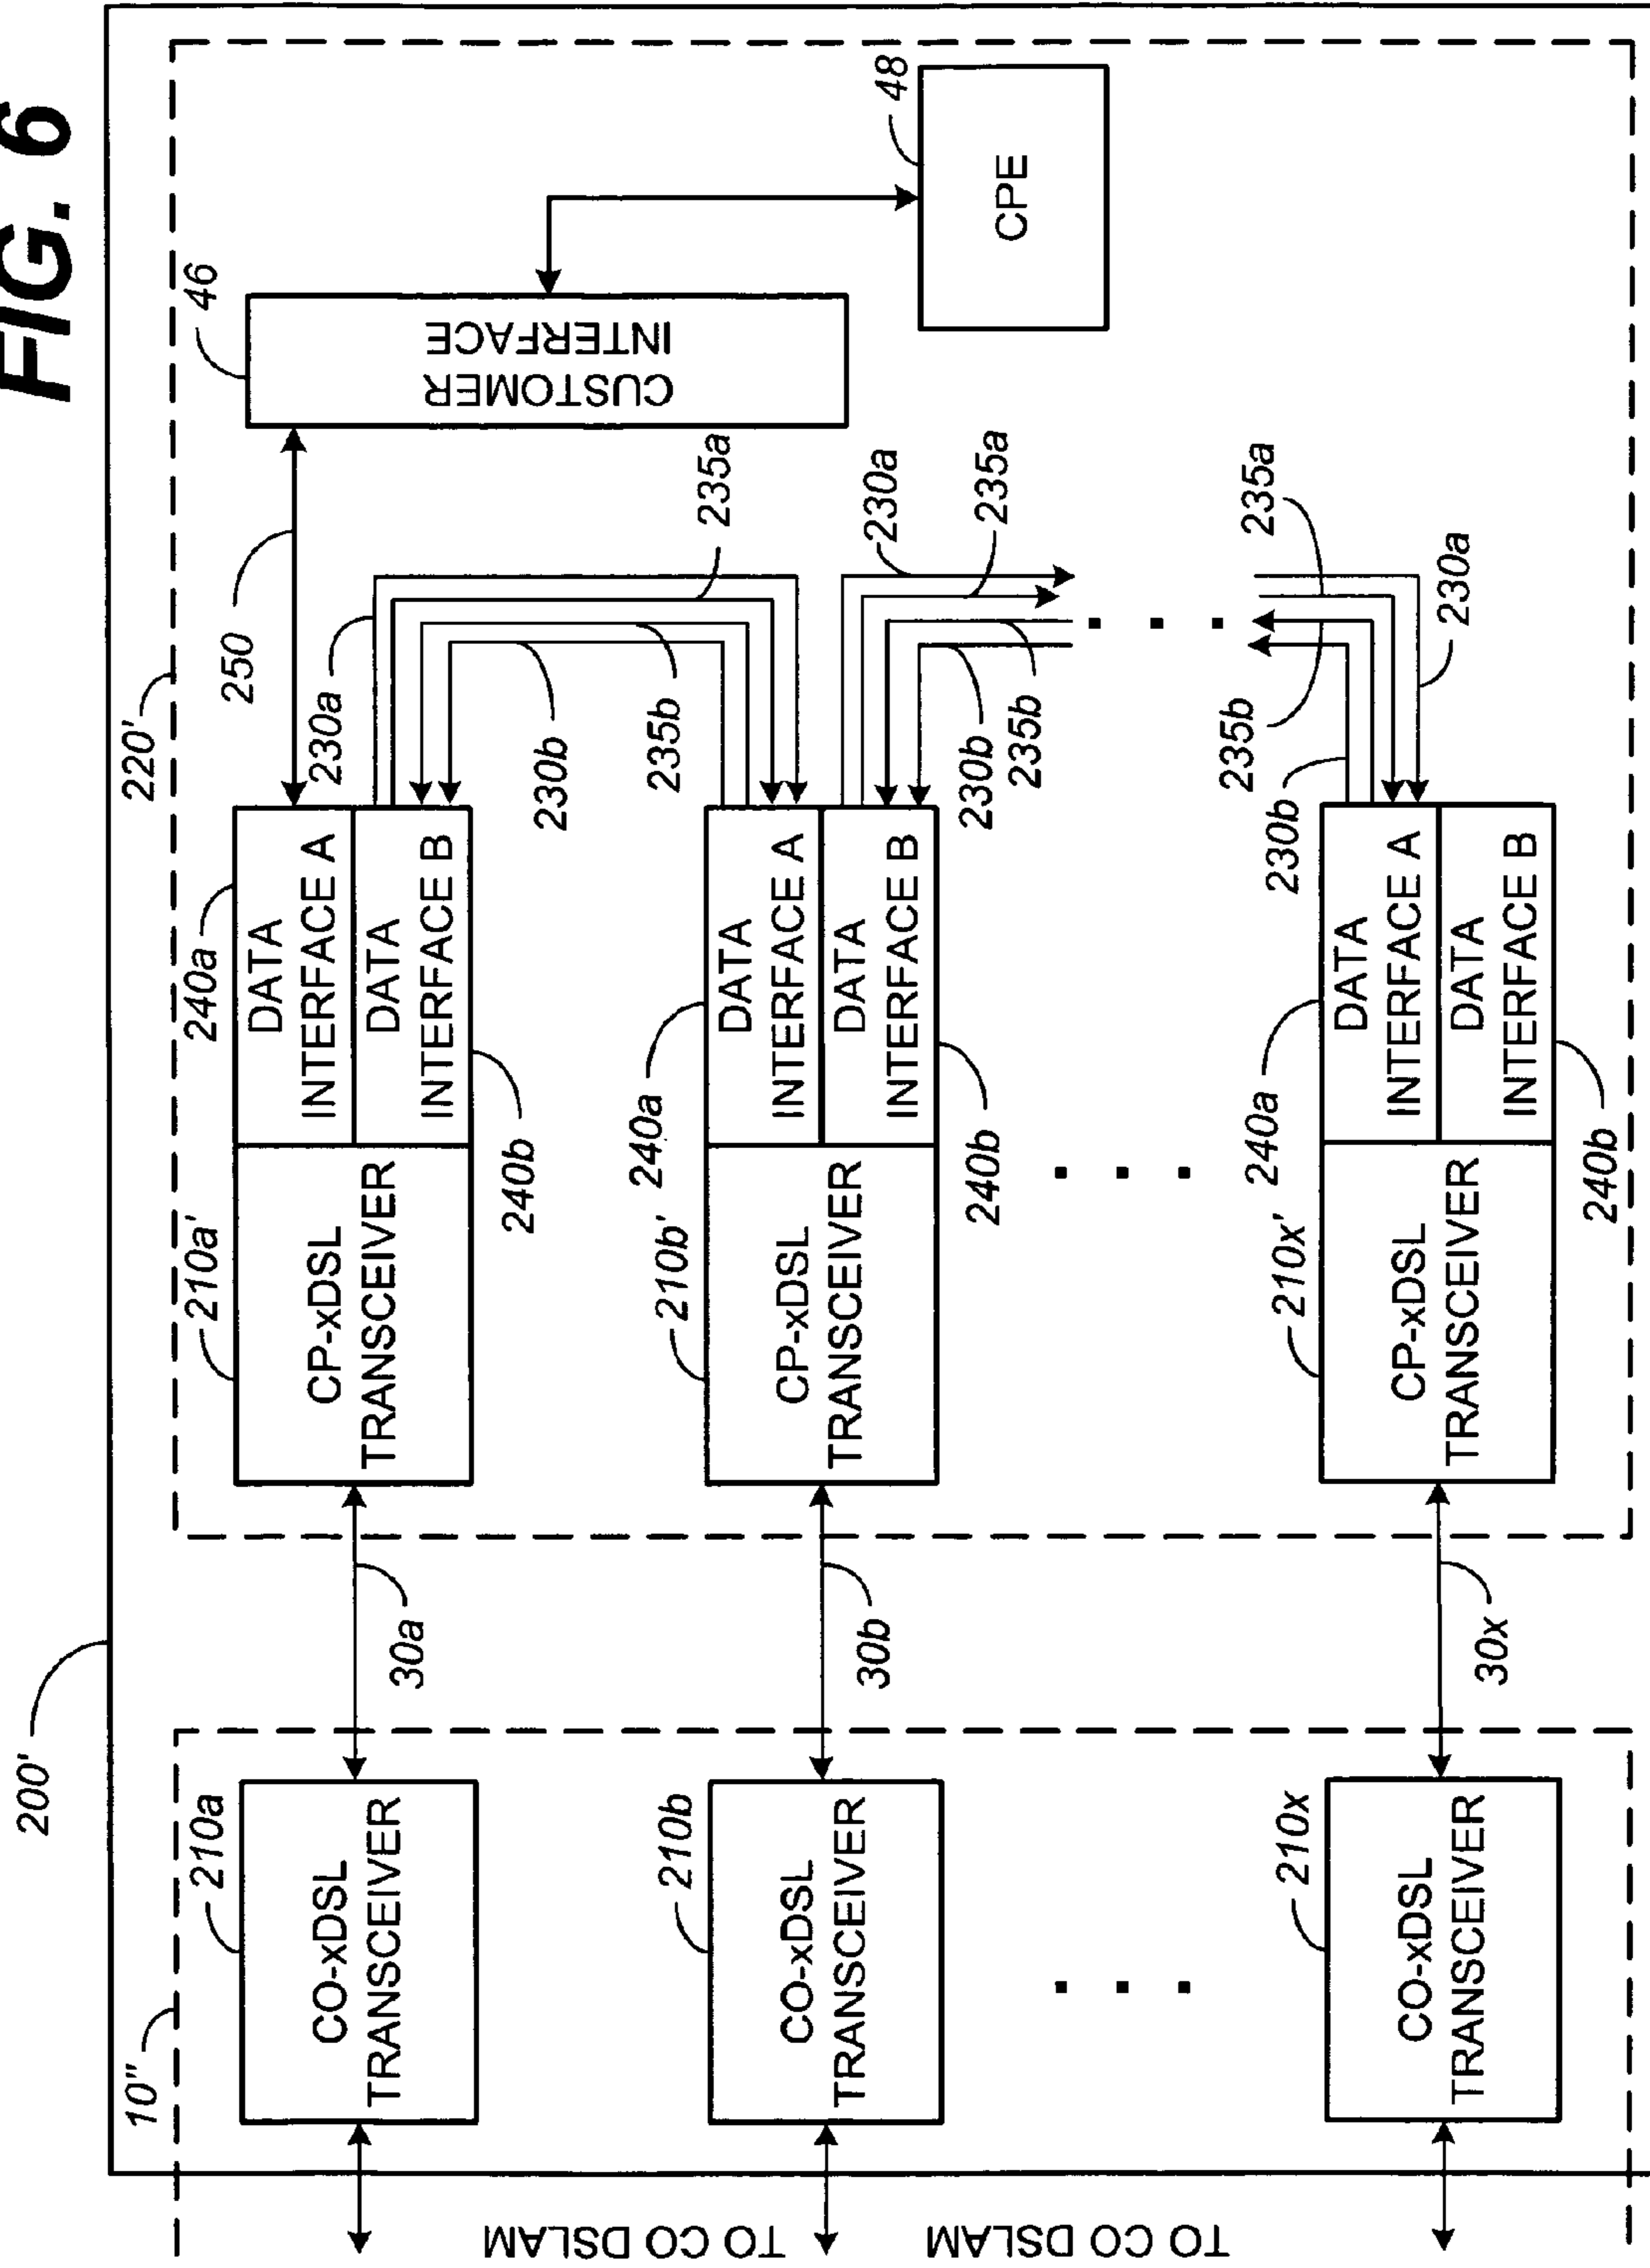 FIG. 6
200'
10"
220'
210a
CO-xDSL
TRANSCEIVER
30a
210a'
CP-xDSL
TRANSCEIVER
240a
DATA
INTERFACE A
DATA
INTERFACE B
240b
250
46
CUSTOMER
INTERFACE
48
CPE
230a
235a
230b
235b
TO CO DSLAM
210b
CO-xDSL
TRANSCEIVER
30b
210b'
CP-xDSL
TRANSCEIVER
240a
DATA
INTERFACE A
DATA
INTERFACE B
240b
230a
235a
230b
235b
TO CO DSLAM
210x
CO-xDSL
TRANSCEIVER
30x
210x'
CP-xDSL
TRANSCEIVER
240a
DATA
INTERFACE A
DATA
INTERFACE B
240b
230b
235b
235a
230a